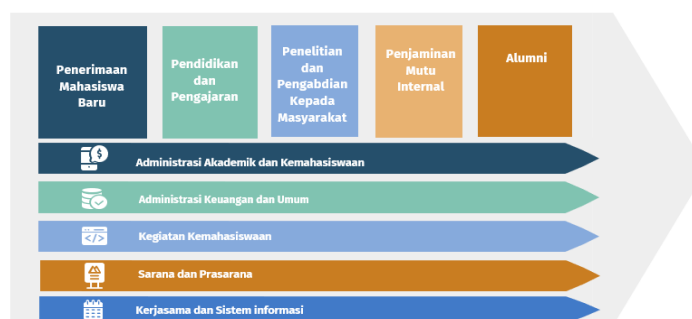 Penerimaan
Mahasiswa
Baru
Pendidikan
dan
Pengajaran
Penelitian
dan
Pengabdian
Kepada
Masyarakat
Penjaminan
Mutu
Internal
Alumni
Administrasi Akademik dan Kemahasiswaan
Administrasi Keuangan dan Umum
Kegiatan Kemahasiswaan
Sarana dan Prasarana
Kerjasama dan Sistem informasi